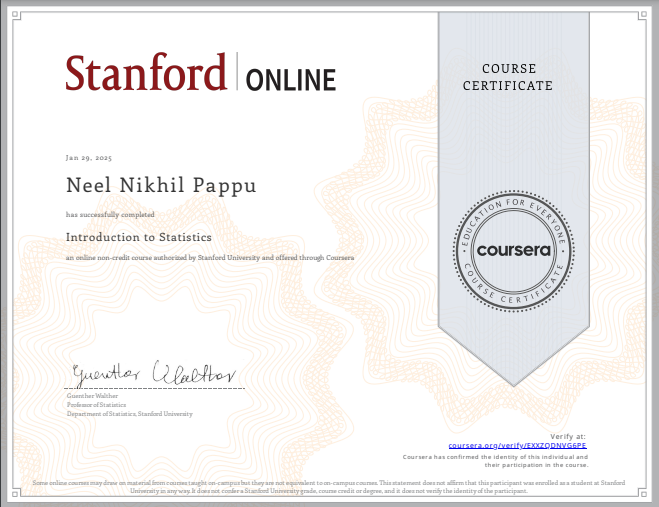 Stanford | ONLINE
COURSE
CERTIFICATE
Jan 29, 2025
Neel Nikhil Pappu
has successfully completed
Introduction to Statistics
an online non-credit course authorized by Stanford University and offered through Coursera
EDUCATION FOR EVERYONE
coursera
COURSE CERTIFICATE
Guenther Walther
Guenther Walther
Professor of Statistics
Department of Statistics, Stanford University
Verify at:
coursera.org/verify/EXXZQDNVG6PE
Coursera has confirmed the identity of this individual and
their participation in the course.
Some online courses may draw on material from courses taught on-campus but they are not equivalent to on-campus courses. This statement does not affirm that this participant was enrolled as a student at Stanford
University in any way. It does not confer a Stanford University grade, course credit or degree, and it does not verify the identity of the participant.